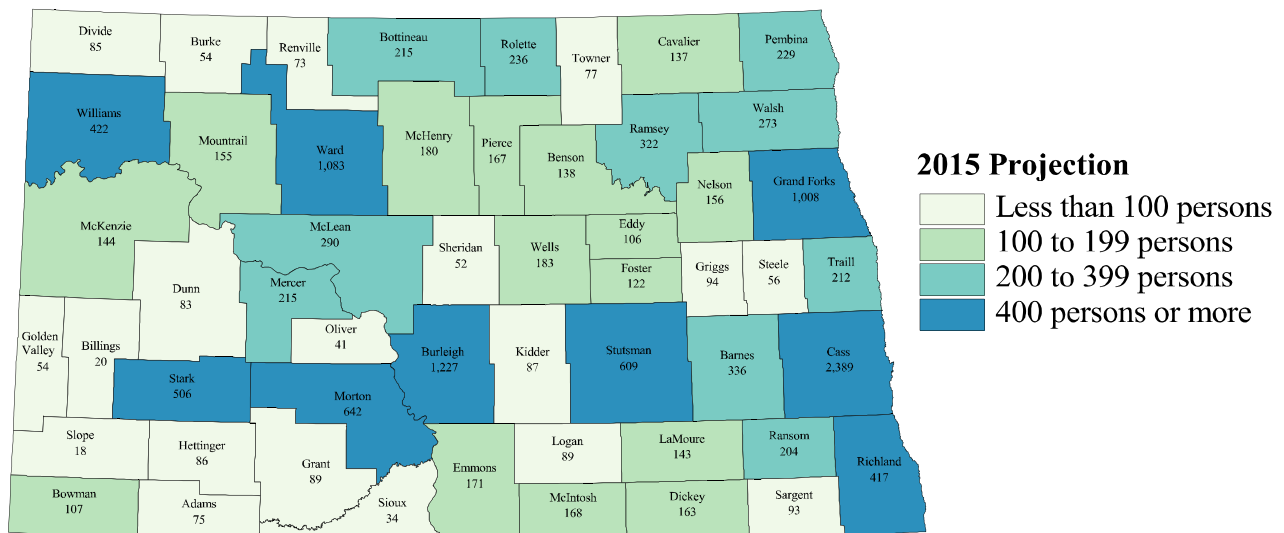 Divide
85
Burke
54
Renville
73
Bottineau
215
Rolette
236
Towner
77
Cavalier
137
Pembina
229
Williams
422
Mountrail
155
Ward
1,083
McHenry
180
Pierce
167
Benson
138
Ramsey
322
Walsh
273
Nelson
156
Grand Forks
1,008
McKenzie
144
Dunn
83
McLean
290
Mercer
215
Oliver
41
Sheridan
52
Wells
183
Eddy
106
Foster
122
Griggs
94
Steele
56
Traill
212
Golden
Valley
54
Billings
20
Stark
506
Morton
642
Burleigh
1,227
Kidder
87
Stutsman
609
Barnes
336
Cass
2,389
Slope
18
Hettinger
86
Grant
89
Emmons
171
Logan
89
LaMoure
143
Ransom
204
Richland
417
Bowman
107
Adams
75
Sioux
34
McIntosh
168
Dickey
163
Sargent
93
2015 Projection
Less than 100 persons
100 to 199 persons
200 to 399 persons
400 persons or more